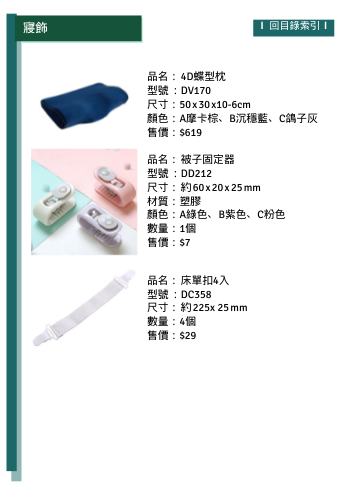 寢飾
I 回目錄索引 I
品名： 4D蝶型枕
型號 ：DV170
尺寸：50x30x10-6cm
顏色：A摩卡棕、B沉穩藍、C鴿子灰
售價：$619
品名： 被子固定器
型號 ：DD212
尺寸： 約60x20x25mm
材質：塑膠
顏色：A綠色、B紫色、C粉色
數量：1個
售價：$7
品名： 床單扣4入
型號 ：DC358
尺寸： 約225x 25mm
數量：4個
售價：$29